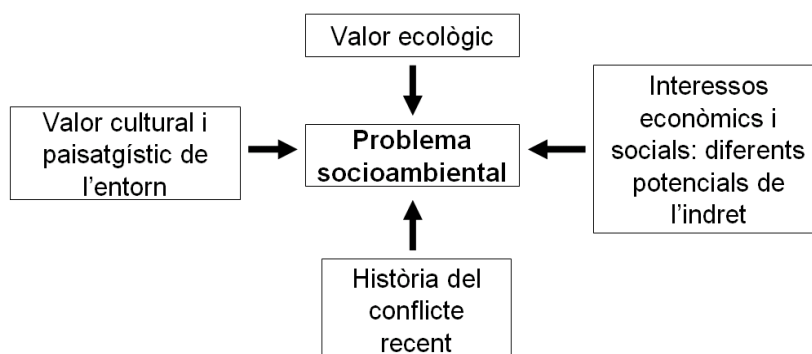 Valor ecològic
Valor cultural i
paisatgístic de
l'entorn
Problema
socioambiental
Interessos
econòmics i
socials: diferents
potencials de
l'indret
Història del
conflicte
recent